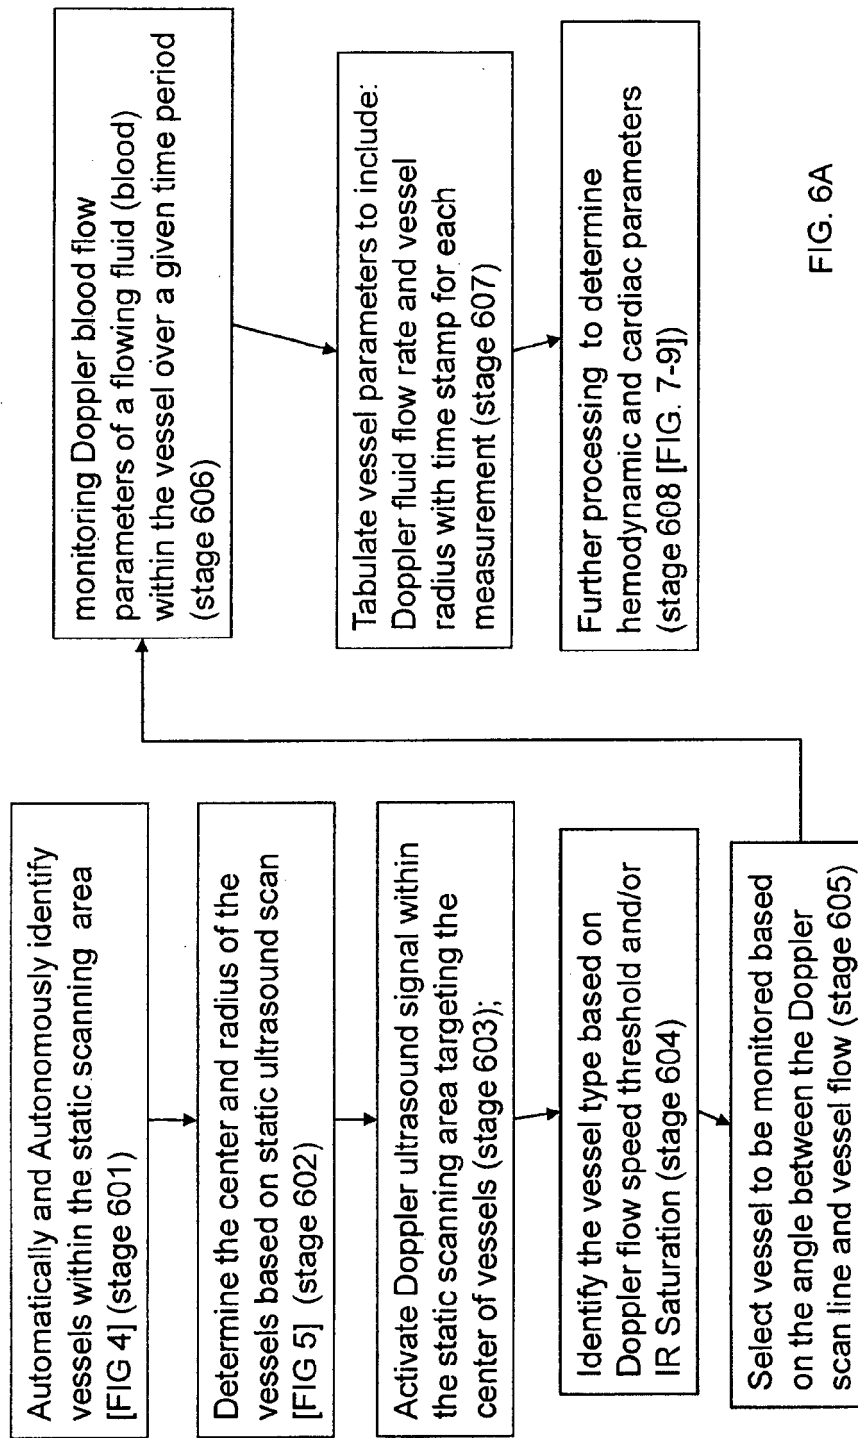 Automatically and Autonomously identify
vessels within the static scanning area
[FIG 4] (stage 601)
Determine the center and radius of the
vessels based on static ultrasound scan
[FIG 5] (stage 602)
Activate Doppler ultrasound signal within
the static scanning area targeting the
center of vessels (stage 603);
Identify the vessel type based on
Doppler flow speed threshold and/or
IR Saturation (stage 604)
Select vessel to be monitored based
on the angle between the Doppler
scan line and vessel flow (stage 605)
monitoring Doppler blood flow
parameters of a flowing fluid (blood)
within the vessel over a given time period
(stage 606)
Tabulate vessel parameters to include:
Doppler fluid flow rate and vessel
radius with time stamp for each
measurement (stage 607)
Further processing to determine
hemodynamic and cardiac parameters
(stage 608 [FIG. 7-9])
FIG. 6A